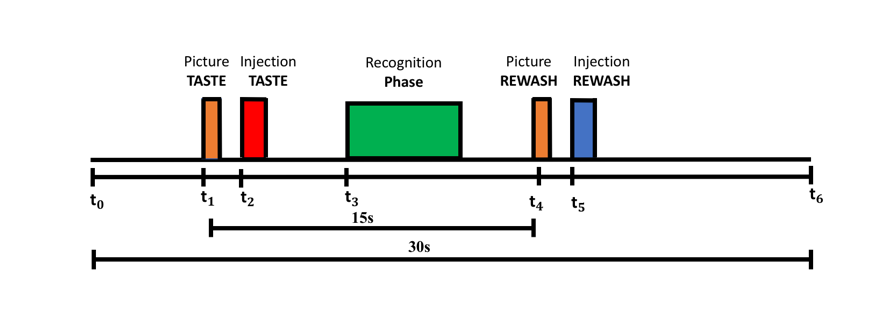 Picture
TASTE
Injection
TASTE
Recognition
Phase
Picture
REWASH
Injection
REWASH
t0
t1
t2
t3
t4
t5
t6
15s
30s